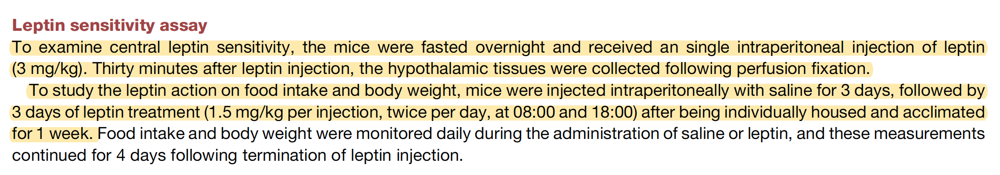 Leptin sensitivity assay
To examine central leptin sensitivity, the mice were fasted overnight and received an single intraperitoneal injection of leptin
(3 mg/kg). Thirty minutes after leptin injection, the hypothalamic tissues were collected following perfusion fixation.
To study the leptin action on food intake and body weight, mice were injected intraperitoneally with saline for 3 days, followed by
3 days of leptin treatment (1.5 mg/kg per injection, twice per day, at 08:00 and 18:00) after being individually housed and acclimated
for 1 week. Food intake and body weight were monitored daily during the administration of saline or leptin, and these measurements
continued for 4 days following termination of leptin injection.